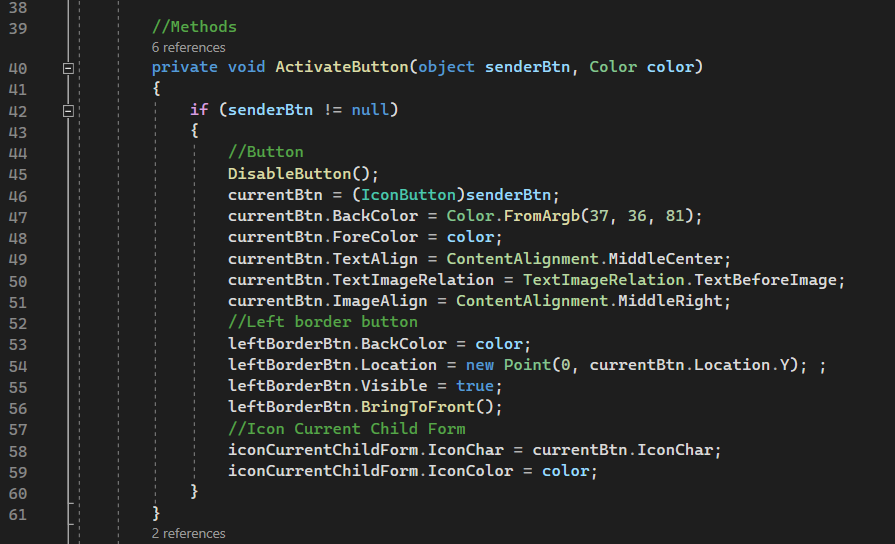 38
39 //Methods
6 references
40 private void ActivateButton(object senderBtn, Color color)
41 {
42 if (senderBtn != null)
43 {
44 //Button
45 DisableButton();
46 currentBtn = (IconButton)senderBtn;
47 currentBtn.BackColor = Color.FromArgb(37, 36, 81);
48 currentBtn.ForeColor = color;
49 currentBtn.TextAlign = ContentAlignment.MiddleCenter;
50 currentBtn.TextImageRelation = TextImageRelation.TextBeforeImage;
51 currentBtn.ImageAlign = ContentAlignment.MiddleRight;
52 //Left border button
53 leftBorderBtn.BackColor = color;
54 leftBorderBtn.Location = new Point(0, currentBtn.Location.Y); ;
55 leftBorderBtn.Visible = true;
56 leftBorderBtn.BringToFront();
57 //Icon Current Child Form
58 iconCurrentChildForm.IconChar = currentBtn.IconChar;
59 iconCurrentChildForm.IconColor = color;
60 }
61 }
2 references